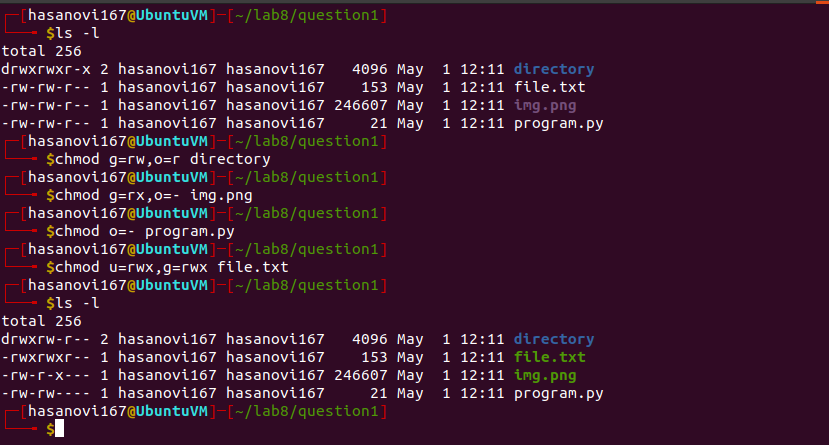 ┌─[hasanovi167@UbuntuVM]─[~/lab8/question1]
└──╼ $ls -l
total 256
drwxrwxr-x 2 hasanovi167 hasanovi167   4096 May  1 12:11 directory
-rw-rw-r-- 1 hasanovi167 hasanovi167    153 May  1 12:11 file.txt
-rw-rw-r-- 1 hasanovi167 hasanovi167 246607 May  1 12:11 img.png
-rw-rw-r-- 1 hasanovi167 hasanovi167     21 May  1 12:11 program.py
┌─[hasanovi167@UbuntuVM]─[~/lab8/question1]
└──╼ $chmod g=rw,o=r directory
┌─[hasanovi167@UbuntuVM]─[~/lab8/question1]
└──╼ $chmod g=rx,o=- img.png
┌─[hasanovi167@UbuntuVM]─[~/lab8/question1]
└──╼ $chmod o=- program.py
┌─[hasanovi167@UbuntuVM]─[~/lab8/question1]
└──╼ $chmod u=rwx,g=rwx file.txt
┌─[hasanovi167@UbuntuVM]─[~/lab8/question1]
└──╼ $ls -l
total 256
drwxrw-r-- 2 hasanovi167 hasanovi167   4096 May  1 12:11 directory
-rwxrwxr-- 1 hasanovi167 hasanovi167    153 May  1 12:11 file.txt
-rw-r-x--- 1 hasanovi167 hasanovi167 246607 May  1 12:11 img.png
-rw-rw---- 1 hasanovi167 hasanovi167     21 May  1 12:11 program.py
┌─[hasanovi167@UbuntuVM]─[~/lab8/question1]
└──╼ $